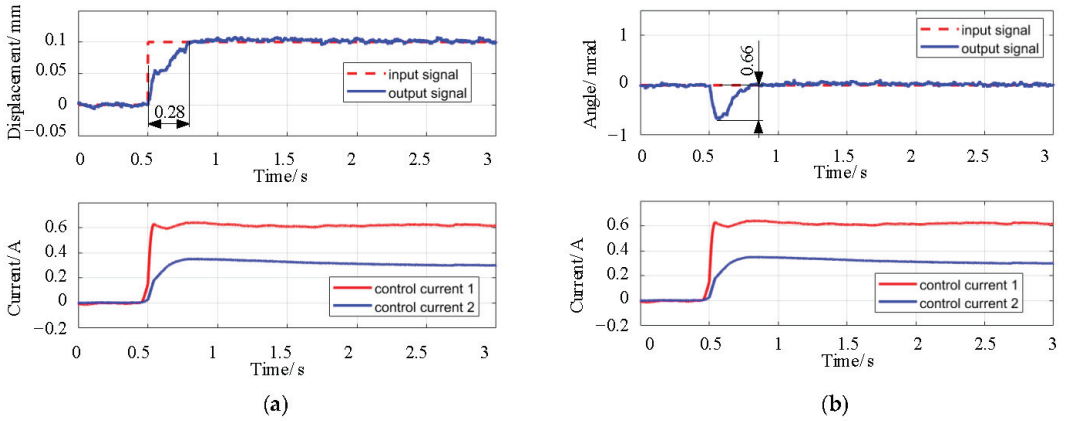 Displacement/ mm
0.1
0.05
0
−0.05
input signal
output signal
0.28
0 0.5 1 1.5 2 2.5 3
Time/ s
Current/ A
0.6
0.4
0.2
0
−0.2
control current 1
control current 2
0 0.5 1 1.5 2 2.5 3
Time/ s
(a)
Angle/ mrad
1
0
−1
input signal
output signal
0.66
0 0.5 1 1.5 2 2.5 3
Time/ s
Current/ A
0.6
0.4
0.2
0
−0.2
control current 1
control current 2
0 0.5 1 1.5 2 2.5 3
Time/ s
(b)